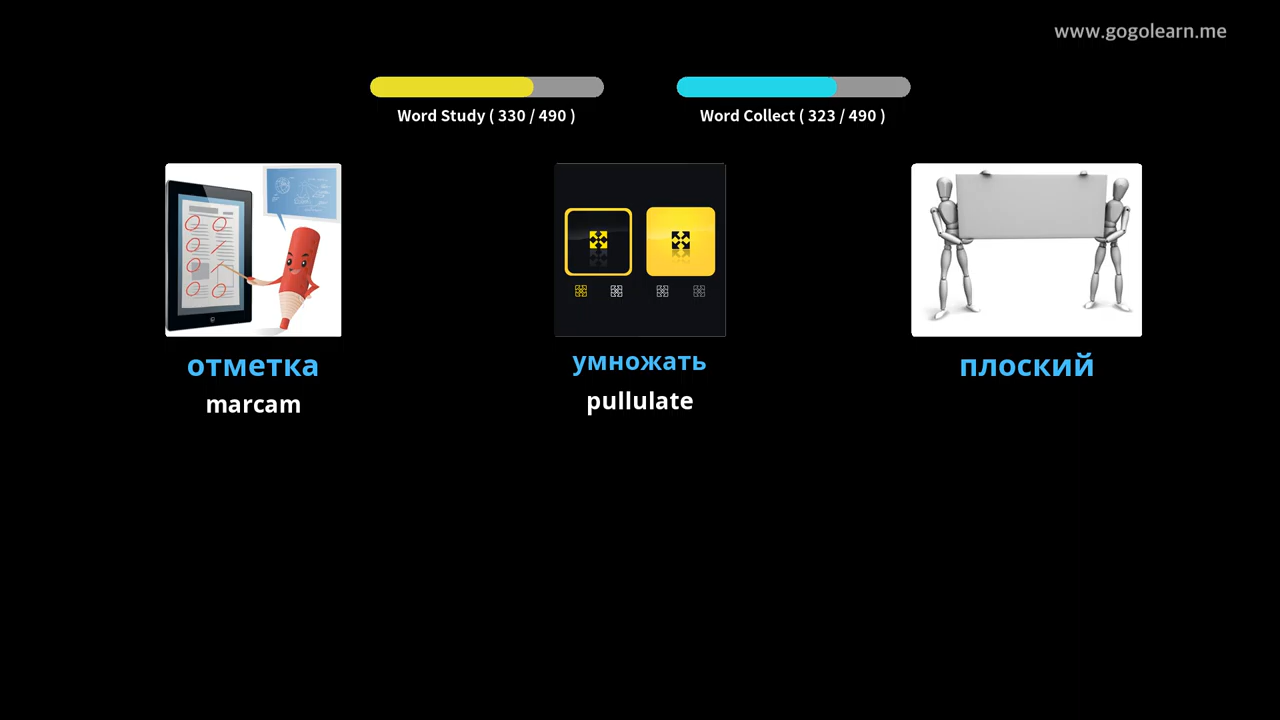 www.gogolearn.me
Word Study ( 330 / 490 )
Word Collect ( 323 / 490 )
отметка
marcam
умножать
pullulate
плоский